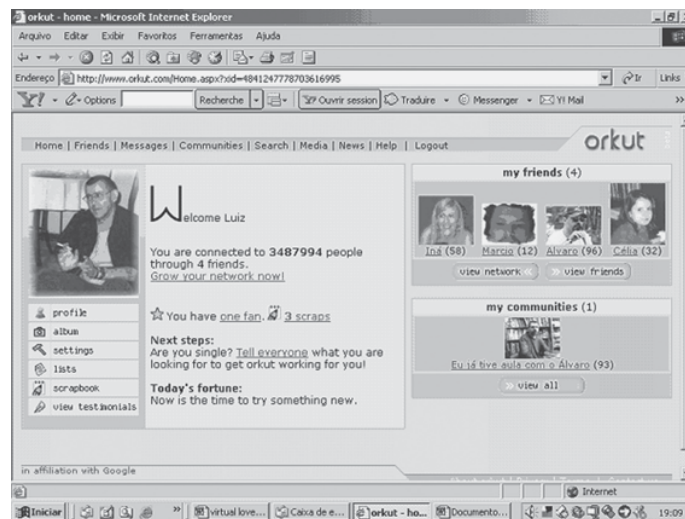 orkut - home - Microsoft Internet Explorer
Arquivo Editar Exibir Favoritos Ferramentas Ajuda
Endereço http://www.orkut.com/Home.aspx?xid=4841247778703616995 Ir Links
Y! Options Recherche Ouvrir session Traduire Messenger Y! Mail
Home | Friends | Messages | Communities | Search | Media | News | Help | Logout
orkut
Welcome Luiz
You are connected to 3487994 people
through 4 friends.
Grow your network now!
You have one fan. 3 scraps
Next steps:
Are you single? Tell everyone what you are
looking for to get orkut working for you!
Today's fortune:
Now is the time to try something new.
profile
album
settings
lists
scrapbook
view testimonials
my friends (4)
Iná (58) Marcio (12) Alvaro (96) Célia (32)
view network view friends
my communities (1)
Eu já tive aula com o Álvaro (93)
view all
in affiliation with Google
Internet
Iniciar virtual love... Caixa de e... orkut - ho... Documento... 19:09